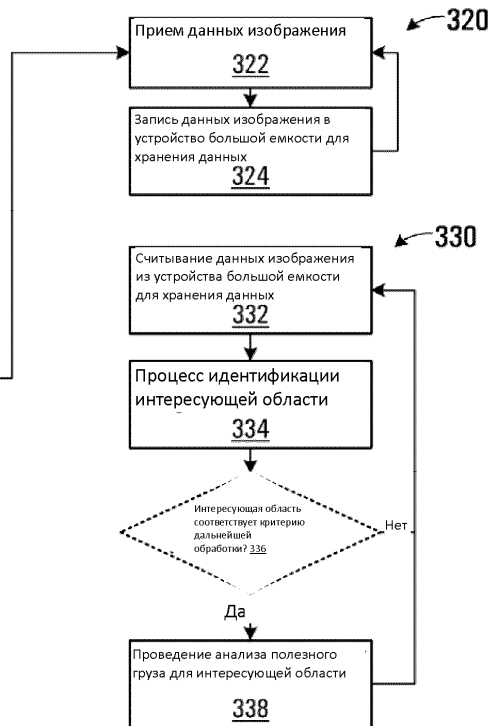 320
Прием данных изображения
322
Запись данных изображения в
устройство большой емкости для
хранения данных
324
330
Считывание данных изображения
из устройства большой емкости
для хранения данных
332
Процесс идентификации
интересующей области
334
Интересующая область
соответствует критерию
дальнейшей
обработки? 336
Нет
Да
Проведение анализа полезного
груза для интересующей области
338